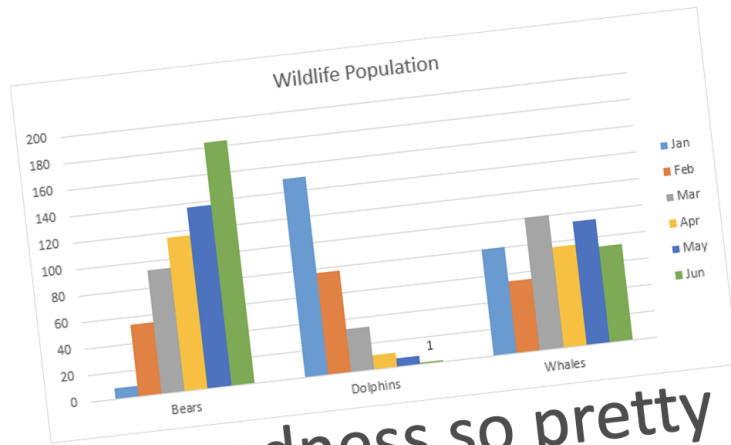 Wildlife Population
200
180
160
140
120
100
80
60
40
20
0
1
Bears Dolphins Whales
Jan
Feb
Mar
Apr
May
Jun
so pretty